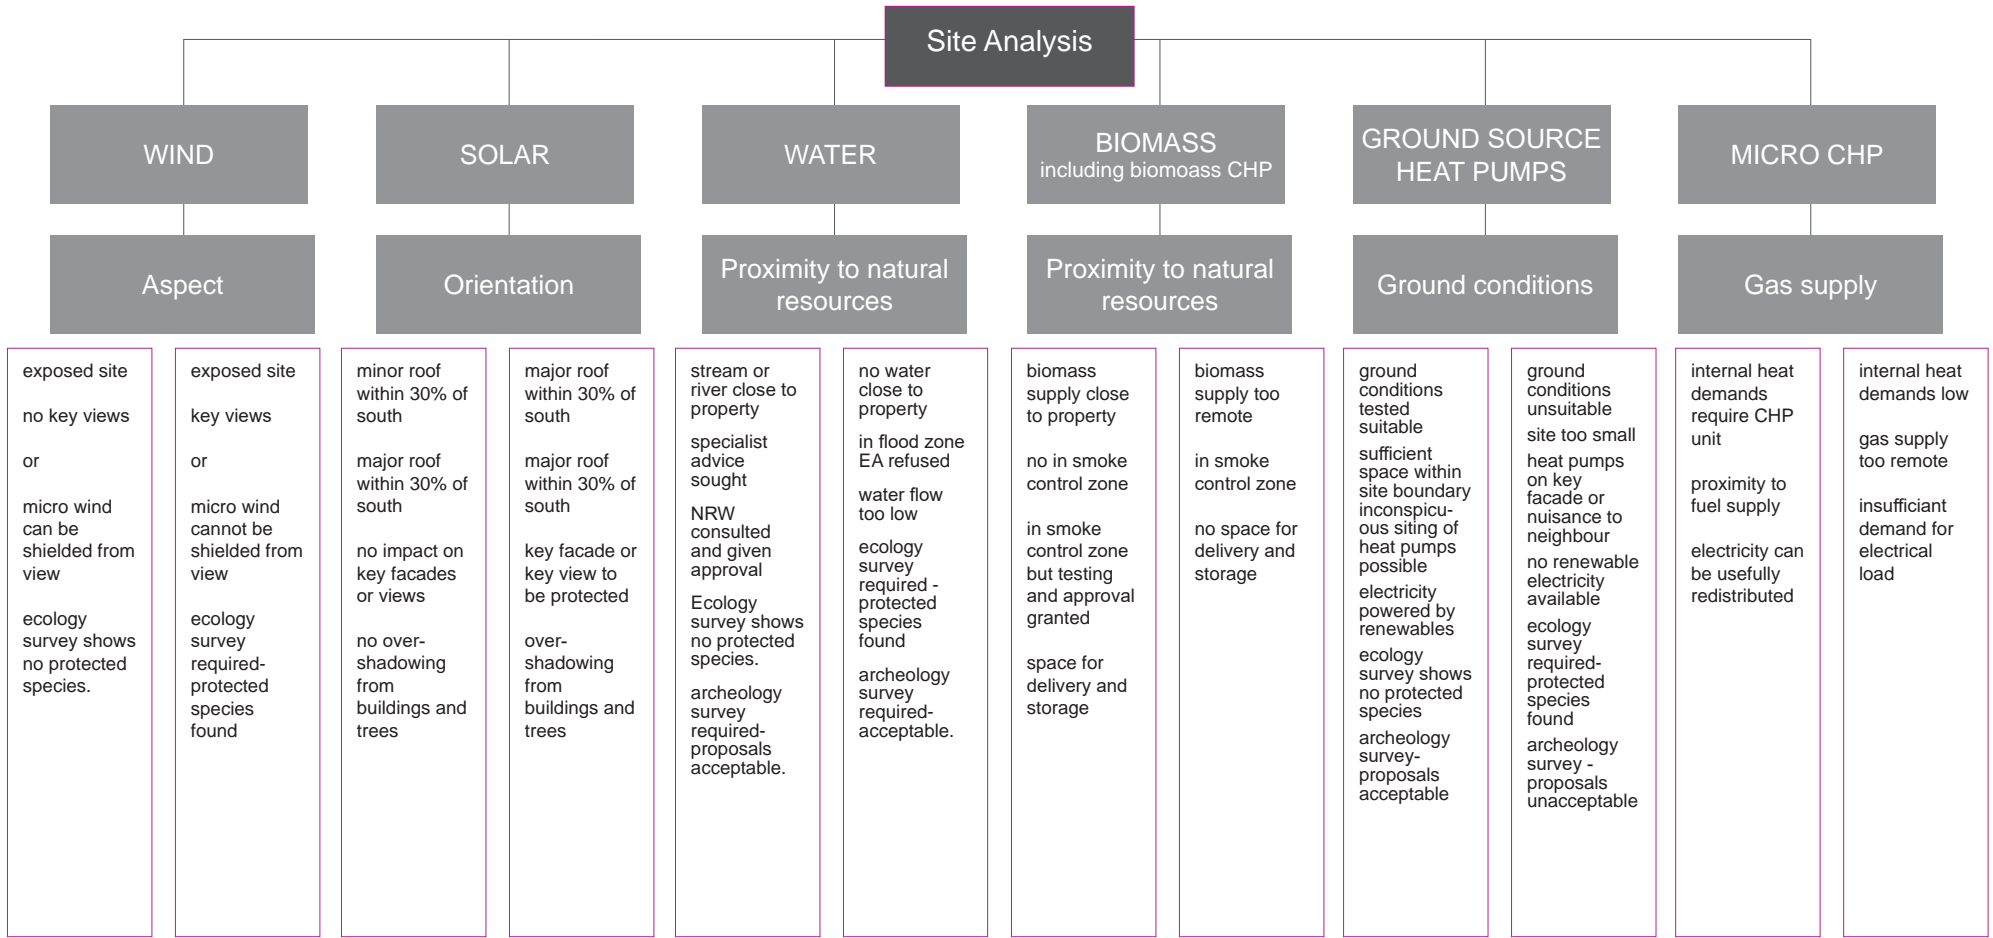 Site Analysis
WIND
SOLAR
WATER
BIOMASS
including biomoass CHP
GROUND SOURCE
HEAT PUMPS
MICRO CHP
Aspect
Orientation
Proximity to natural
resources
Proximity to natural
resources
Ground conditions
Gas supply
exposed site
no key views
or
micro wind
can be
shielded from
view
ecology
survey shows
no protected
species.
exposed site
key views
or
micro wind
cannot be
shielded from
view
ecology
survey
required-
protected
species
found
minor roof
within 30% of
south
major roof
within 30% of
south
no impact on
key facades
or views
no over-
shadowing
from
buildings and
trees
major roof
within 30% of
south
major roof
within 30% of
south
key facade or
key view to
be protected
over-
shadowing
from
buildings and
trees
stream or
river close to
property
specialist
advice
sought
NRW
consulted
and given
approval
Ecology
survey shows
no protected
species.
archeology
survey
required-
proposals
acceptable.
no water
close to
property
in flood zone
EA refused
water flow
too low
ecology
survey
required -
protected
species
found
archeology
survey
required-
acceptable.
biomass
supply close
to property
no in smoke
control zone
in smoke
control zone
but testing
and approval
granted
space for
delivery and
storage
biomass
supply too
remote
in smoke
control zone
no space for
delivery and
storage
ground
conditions
tested
suitable
sufficient
space within
site boundary
inconspicu-
ous siting of
heat pumps
possible
electricity
powered by
renewables
ecology
survey shows
no protected
species
archeology
survey-
proposals
acceptable
ground
conditions
unsuitable
site too small
heat pumps
on key
facade or
nuisance to
neighbour
no renewable
electricity
available
ecology
survey
required-
protected
species
found
archeology
survey -
proposals
unacceptable
internal heat
demands
require CHP
unit
proximity to
fuel supply
electricity can
be usefully
redistributed
internal heat
demands low
gas supply
too remote
insufficiant
demand for
electrical
load